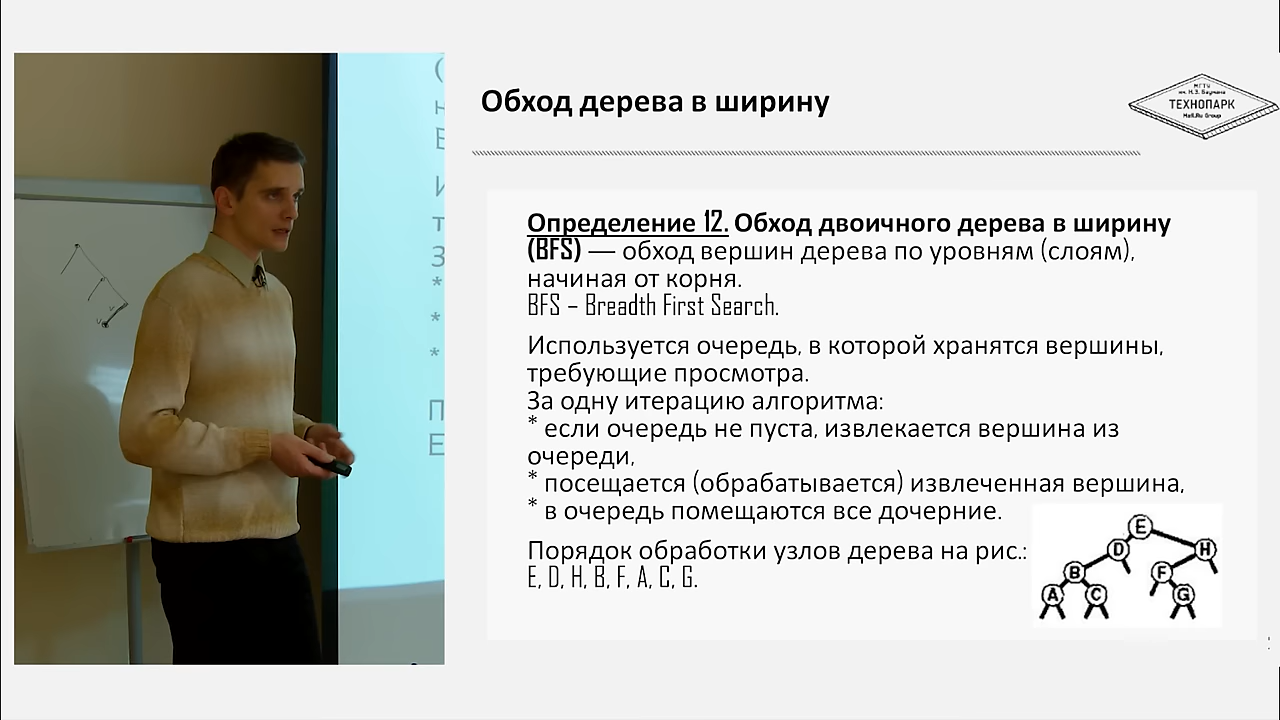 Обход дерева в ширину
МГТУ
им. Н.Э. Баумана
ТЕХНОПАРК
Mail.Ru Group
Определение 12. Обход двоичного дерева в ширину
(BFS) — обход вершин дерева по уровням (слоям),
начиная от корня.
BFS – Breadth First Search.
Используется очередь, в которой хранятся вершины,
требующие просмотра.
За одну итерацию алгоритма:
* если очередь не пуста, извлекается вершина из
очереди,
* посещается (обрабатывается) извлеченная вершина,
* в очередь помещаются все дочерние.
Порядок обработки узлов дерева на рис.:
E, D, H, B, F, A, C, G.
E
D H
B F
A C G